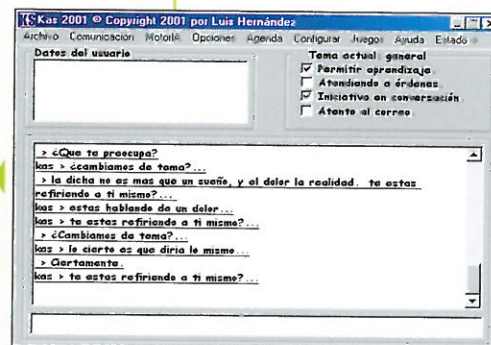 Kas 2001 © Copyright 2001 por Luis Hernández
Archivo Comunicación MotorIA Opciones Agenda Configurar Juegos Ayuda Estado
Datos del usuario
Tema actual: general
Permitir aprendizaje.
Atendiendo a órdenes.
Iniciativa en conversación.
Atento al correo.
> ¿Que te preocupa?
kas > ¿cambiamos de tema?...
> la dicha no es mas que un sueño, y el dolor la realidad. te estas
refiriendo a ti mismo?...
kas > estas hablando de un dolor...
kas > te estas refiriendo a ti mismo?...
> ¿Cambiamos de tema?...
kas > lo cierto es que diria lo mismo...
> Ciertamente.
kas > te estas refiriendo a ti mismo?...